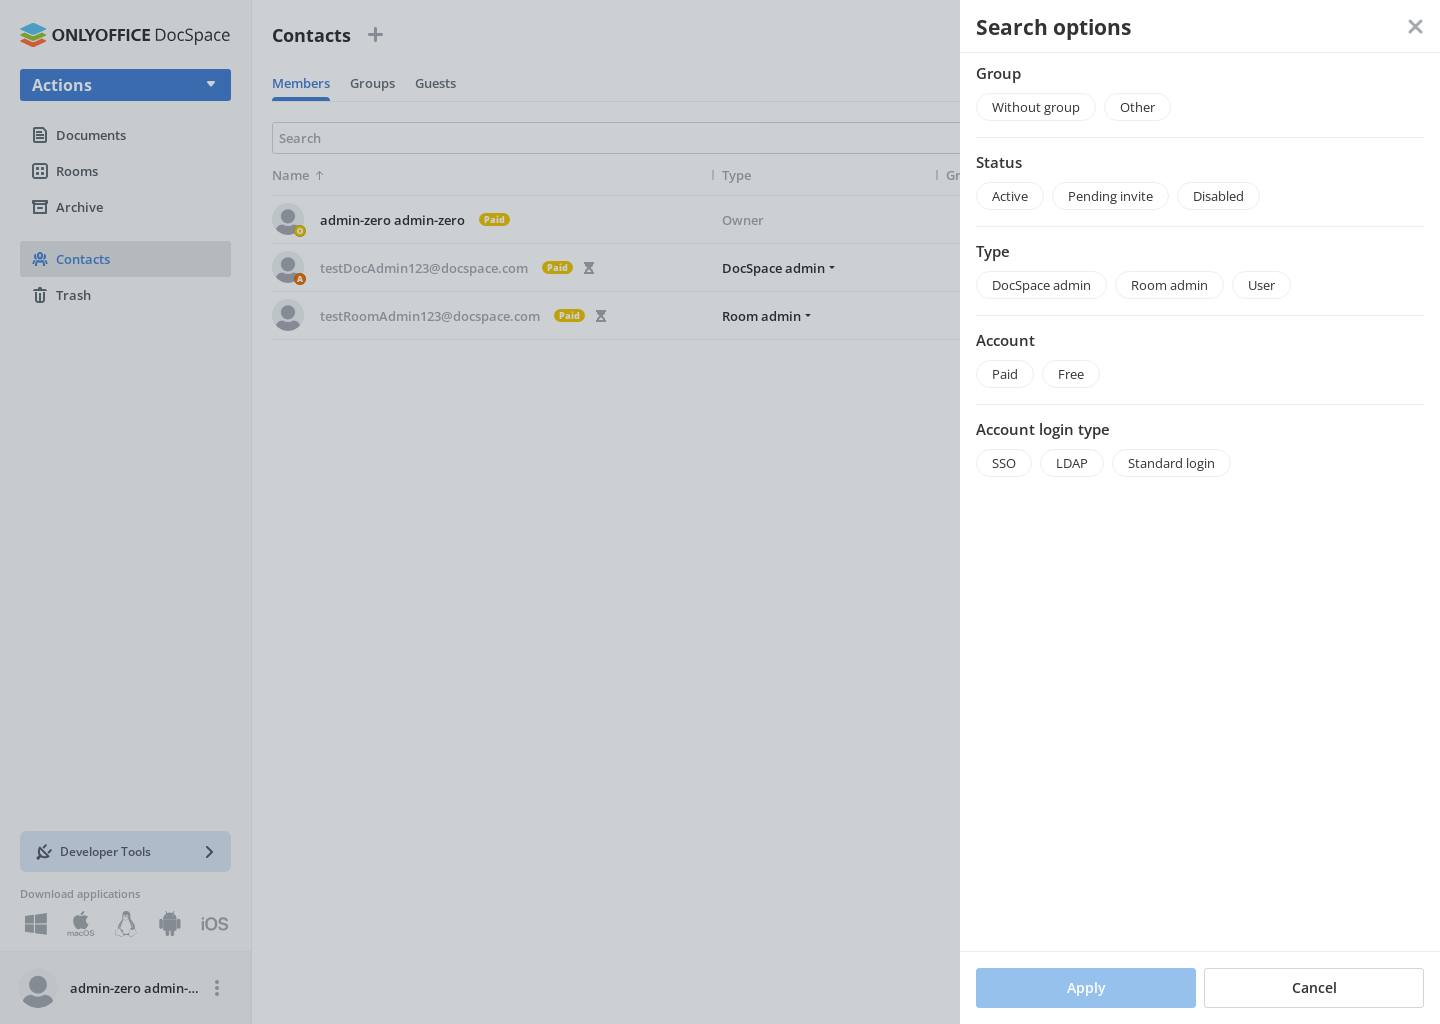 ONLYOFFICE DocSpace
Actions
Documents
Rooms
Archive
Contacts
Trash
Developer Tools
Download applications
macOS
iOS
admin-zero admin-...
Contacts
Members Groups Guests
Search
Name Type Gr
admin-zero admin-zero Paid Owner
O
testDocAdmin123@docspace.com Paid DocSpace admin
A
testRoomAdmin123@docspace.com Paid Room admin
Search options
Group
Without group Other
Status
Active Pending invite Disabled
Type
DocSpace admin Room admin User
Account
Paid Free
Account login type
SSO LDAP Standard login
Apply Cancel